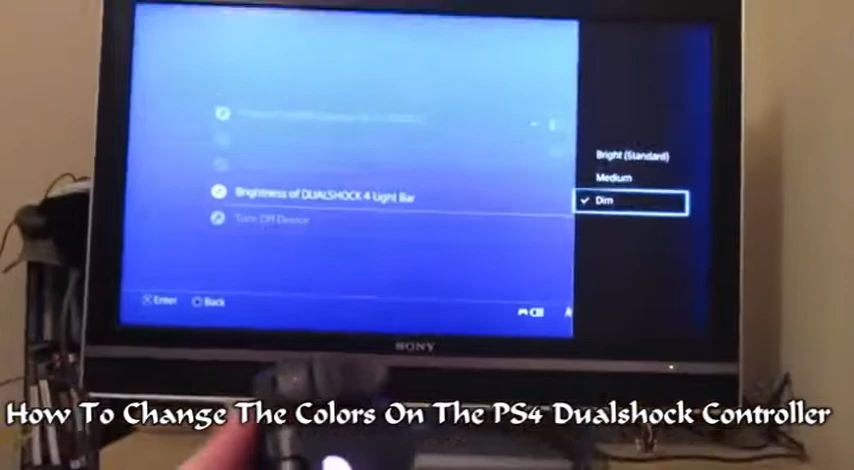 Bright (Standard)
Medium
Dim
Brightness of DUALSHOCK 4 Light Bar
Turn Off Device
Enter Back
SONY
How To Change The Colors On The PS4 Dualshock Controller